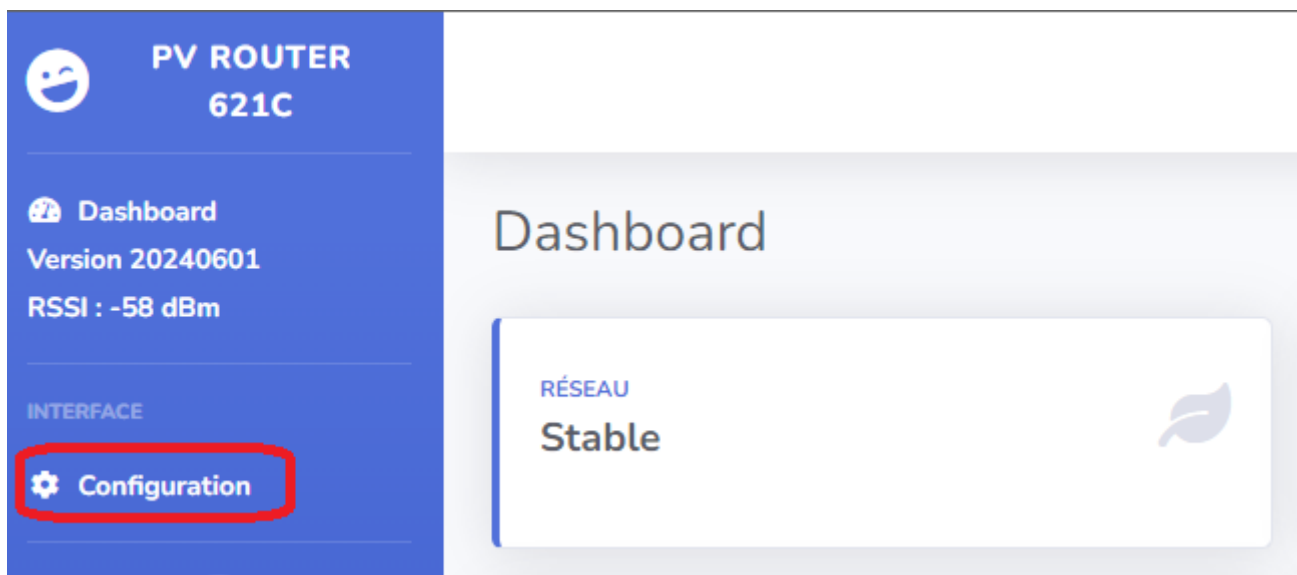 PV ROUTER
621C
Dashboard
Version 20240601
RSSI : -58 dBm
INTERFACE
Configuration
Dashboard
RÉSEAU
Stable